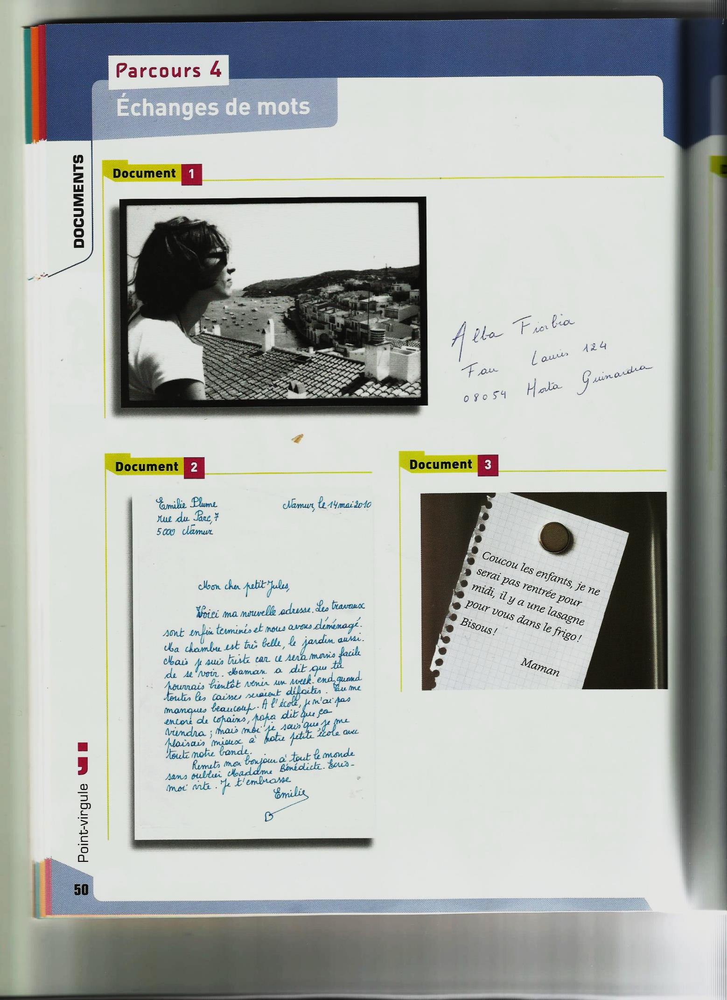 Parcours 4
Échanges de mots
DOCUMENTS
Document 1
Alba Fiorbia
Fau Lauris 124
08054 Horta Guinardra
Document 2
Emilie Plume
rue du Parc, 7
5000 Namur
Namur, le 14 mai 2010
Mon cher petit Jules,
Voici ma nouvelle adresse. Les travaux
sont enfin terminés et nous avons déménagé.
Ma chambre est très belle, le jardin aussi.
Mais je suis triste car ce sera moins facile
de se voir. Maman a dit que tu
pourrais bientôt venir un week-end, quand
toutes les caisses seraient défaites. Tu me
manques beaucoup. A l'école, je n'ai pas
encore de copains, papa dit que ça
viendra ; mais moi je sais que je me
plaisais mieux à notre petite école avec
toute notre bande.
Remets mon bonjour à tout le monde
sans oublier Madame Bénédicte. Ecris-
moi vite. Je t'embrasse
Emilie
Document 3
Coucou les enfants, je ne
serai pas rentrée pour
midi, il y a une lasagne
pour vous dans le frigo !
Bisous !
Maman
Point-virgule ;
50